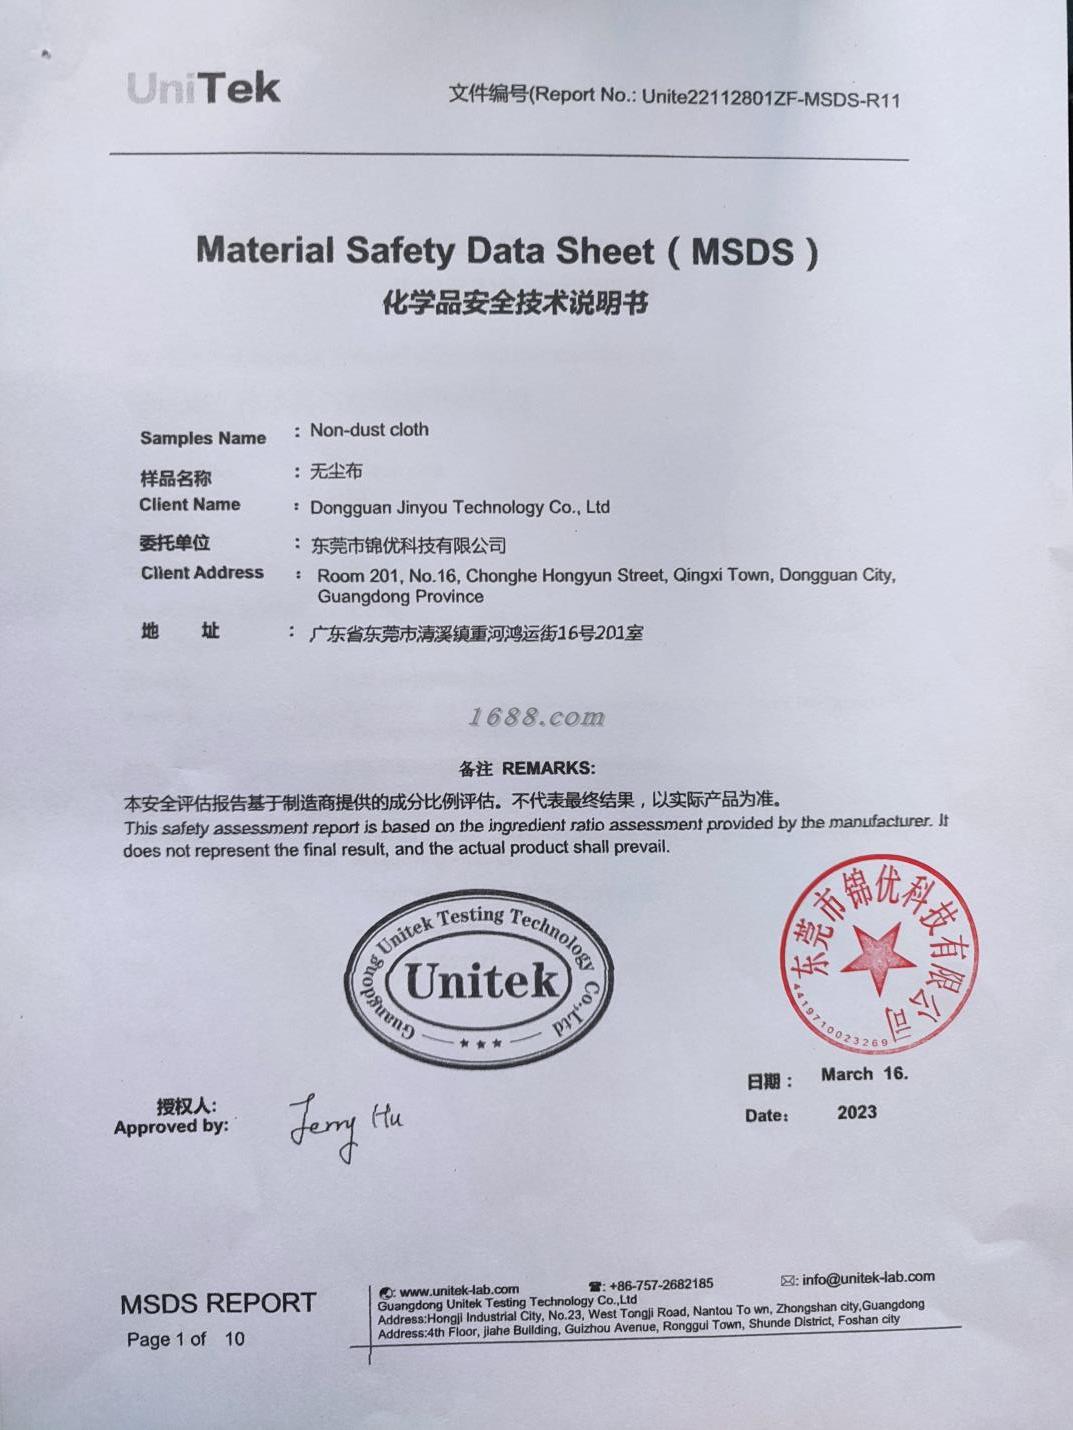 UniTek
文件编号(Report No.: Unite22112801ZF-MSDS-R11
Material Safety Data Sheet ( MSDS )
化学品安全技术说明书
Samples Name : Non-dust cloth
样品名称 : 无尘布
Client Name : Dongguan Jinyou Technology Co., Ltd
委托单位 : 东莞市锦优科技有限公司
Client Address : Room 201, No.16, Chonghe Hongyun Street, Qingxi Town, Dongguan City,
Guangdong Province
地 址 : 广东省东莞市清溪镇重河鸿运街16号201室
1688.com
备注 REMARKS:
本安全评估报告基于制造商提供的成分比例评估。不代表最终结果，以实际产品为准。
This safety assessment report is based on the ingredient ratio assessment provided by the manufacturer. It
does not represent the final result, and the actual product shall prevail.
Guangdong Unitek Testing Technology Co.,Ltd
Unitek
东莞市锦优科技有限公司
4419710023269
日期： March 16.
Date: 2023
授权人:
Approved by: Jerry Hu
MSDS REPORT
Page 1 of 10
: www.unitek-lab.com ☎: +86-757-2682185 ✉: info@unitek-lab.com
Guangdong Unitek Testing Technology Co.,Ltd
Address:Hongji Industrial City, No.23, West Tongji Road, Nantou To wn, Zhongshan city,Guangdong
Address:4th Floor, jiahe Building, Guizhou Avenue, Ronggui Town, Shunde District, Foshan city